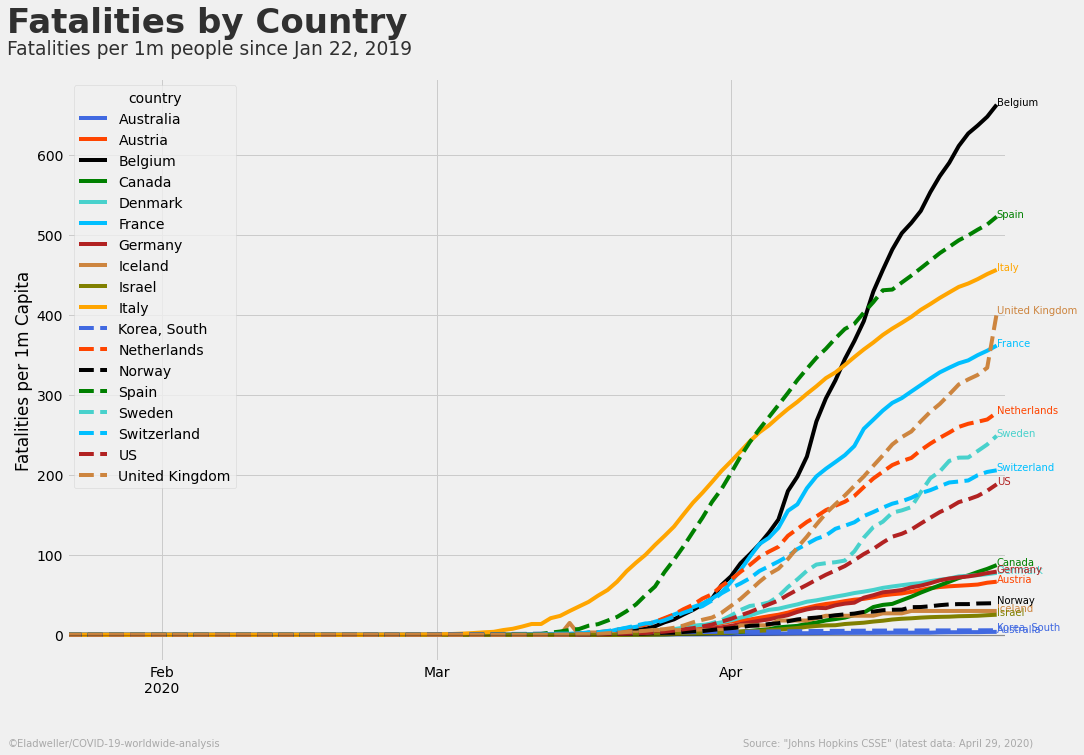 Fatalities by Country
Fatalities per 1m people since Jan 22, 2019
country
Australia
Austria
Belgium
Canada
Denmark
France
Germany
Iceland
Israel
Italy
Korea, South
Netherlands
Norway
Spain
Sweden
Switzerland
US
United Kingdom
Fatalities per 1m Capita
600
500
400
300
200
100
0
Feb
2020
Mar
Apr
Belgium
Spain
Italy
United Kingdom
France
Netherlands
Sweden
Switzerland
US
Canada
Germany
Austria
Norway
Iceland
Israel
Korea, South
Australia
©Eladweller/COVID-19-worldwide-analysis
Source: "Johns Hopkins CSSE" (latest data: April 29, 2020)